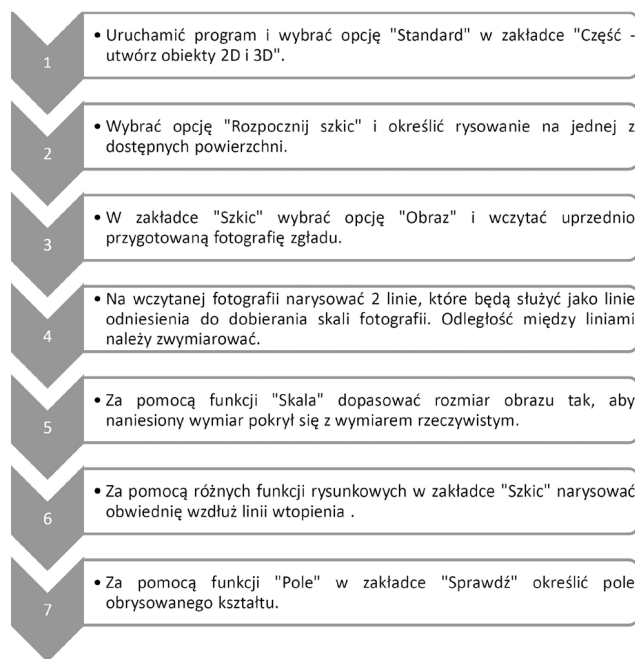 1
• Uruchamić program i wybrać opcję "Standard" w zakładce "Część -
utwórz obiekty 2D i 3D".
2
• Wybrać opcję "Rozpocznij szkic" i określić rysowanie na jednej z
dostępnych powierzchni.
3
• W zakładce "Szkic" wybrać opcję "Obraz" i wczytać uprzednio
przygotowaną fotografię zgładu.
4
• Na wczytanej fotografii narysować 2 linie, które będą służyć jako linie
odniesienia do dobierania skali fotografii. Odległość między liniami
należy zwymiarować.
5
• Za pomocą funkcji "Skala" dopasować rozmiar obrazu tak, aby
naniesiony wymiar pokrył się z wymiarem rzeczywistym.
6
• Za pomocą różnych funkcji rysunkowych w zakładce "Szkic" narysować
obwiednię wzdłuż linii wtopienia .
7
• Za pomocą funkcji "Pole" w zakładce "Sprawdź" określić pole
obrysowanego kształtu.